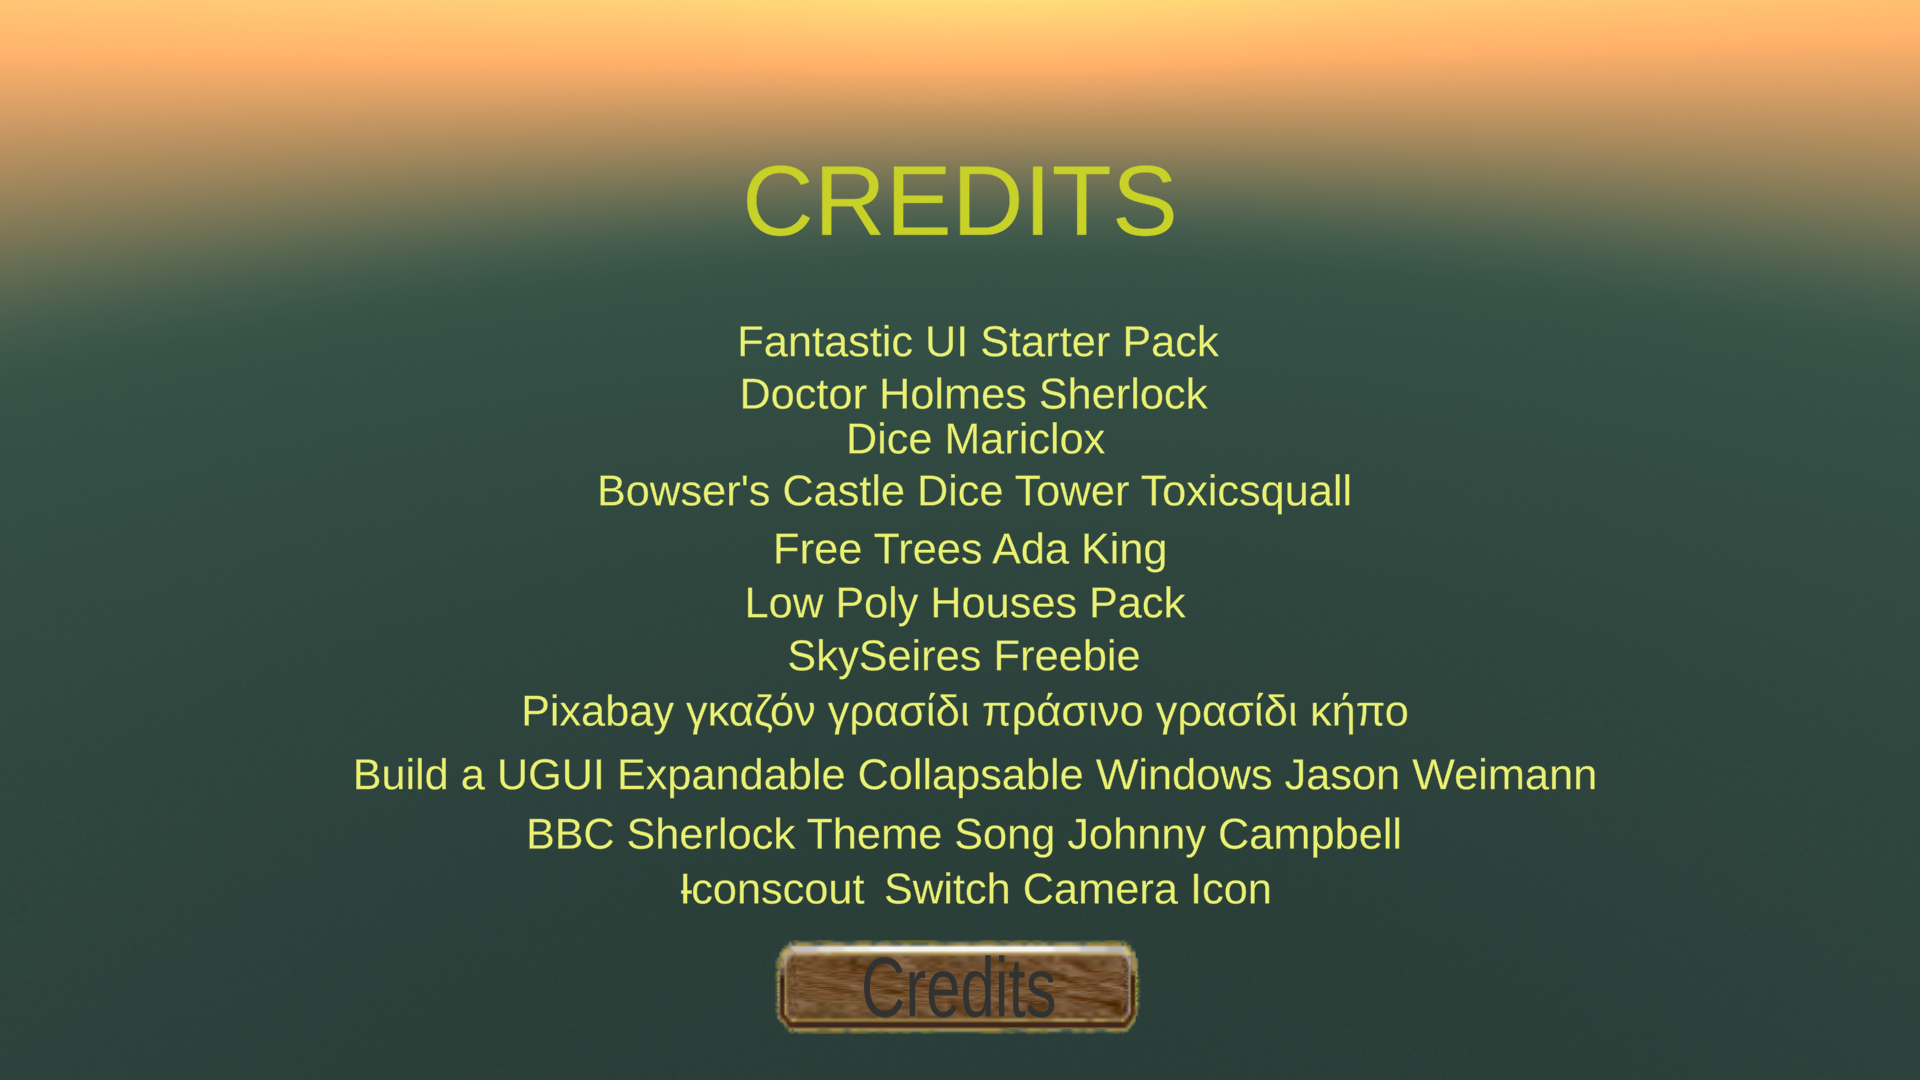 CREDITS
Fantastic UI Starter Pack
Doctor Holmes Sherlock
Dice Mariclox
Bowser's Castle Dice Tower Toxicsquall
Free Trees Ada King
Low Poly Houses Pack
SkySeires Freebie
Pixabay γκαζόν γρασίδι πράσινο γρασίδι κήπο
Build a UGUI Expandable Collapsable Windows Jason Weimann
BBC Sherlock Theme Song Johnny Campbell
Iconscout Switch Camera Icon
Credits